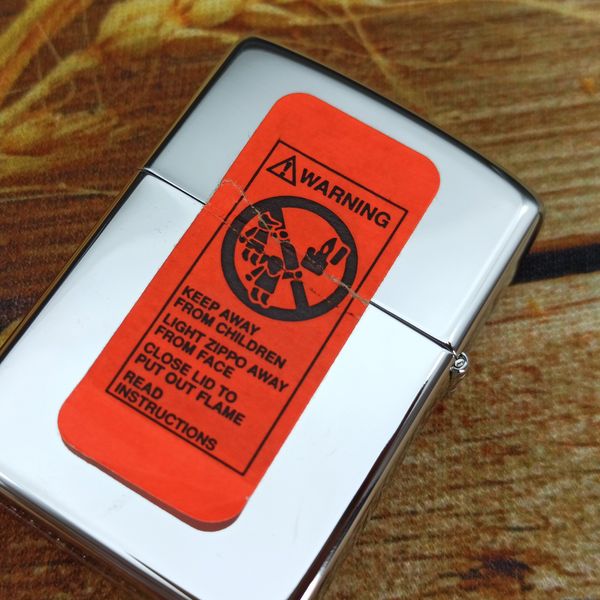 WARNING
KEEP AWAY
FROM CHILDREN
LIGHT ZIPPO AWAY
FROM FACE
CLOSE LID TO
PUT OUT FLAME
READ
INSTRUCTIONS